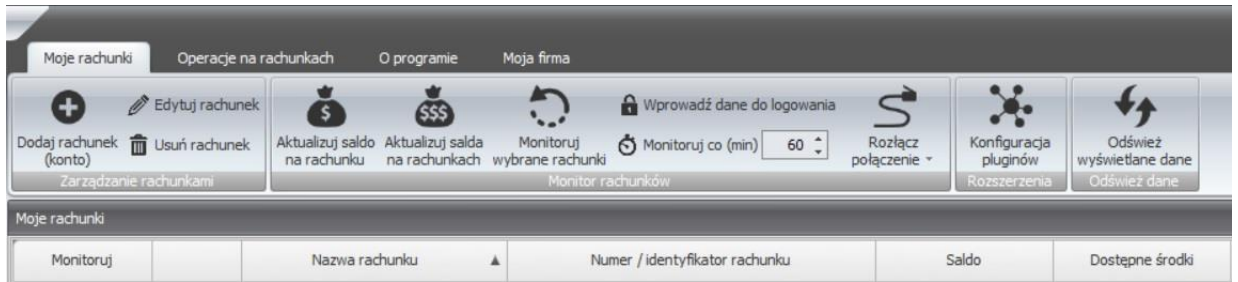 Moje rachunki Operacje na rachunkach O programie Moja firma
Edytuj rachunek
Wprowadź dane do logowania
Dodaj rachunek (konto)
Usuń rachunek
Aktualizuj saldo na rachunku
Aktualizuj salda na rachunkach
Monitoruj wybrane rachunki
Monitoruj co (min) 60
Rozłącz połączenie
Konfiguracja pluginów
Odśwież wyświetlane dane
Zarządzanie rachunkami Monitor rachunków Rozszerzenia Odśwież dane
Moje rachunki
Monitoruj Nazwa rachunku Numer / identyfikator rachunku Saldo Dostępne środki